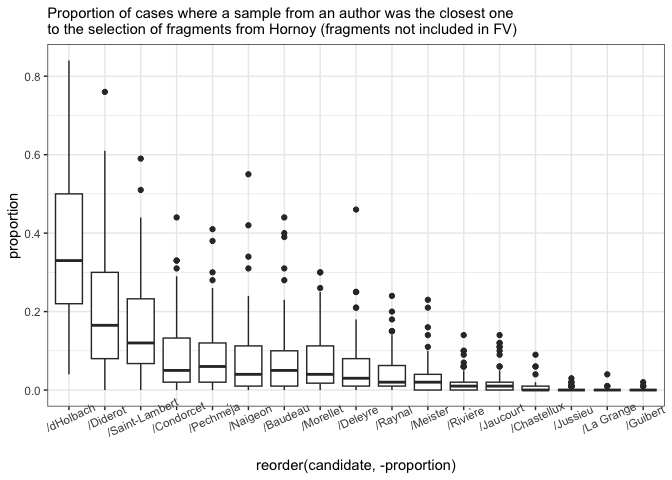 Proportion of cases where a sample from an author was the closest one
to the selection of fragments from Hornoy (fragments not included in FV)
proportion
0.8
0.6
0.4
0.2
0.0
/dHolbach
/Diderot
/Saint-Lambert
/Condorcet
/Pechmeja
/Naigeon
/Baudeau
/Morellet
/Deleyre
/Raynal
/Meister
/Rivière
/Jaucourt
/Chastellux
/Jussieu
/La Grange
/Guibert
reorder(candidate, -proportion)